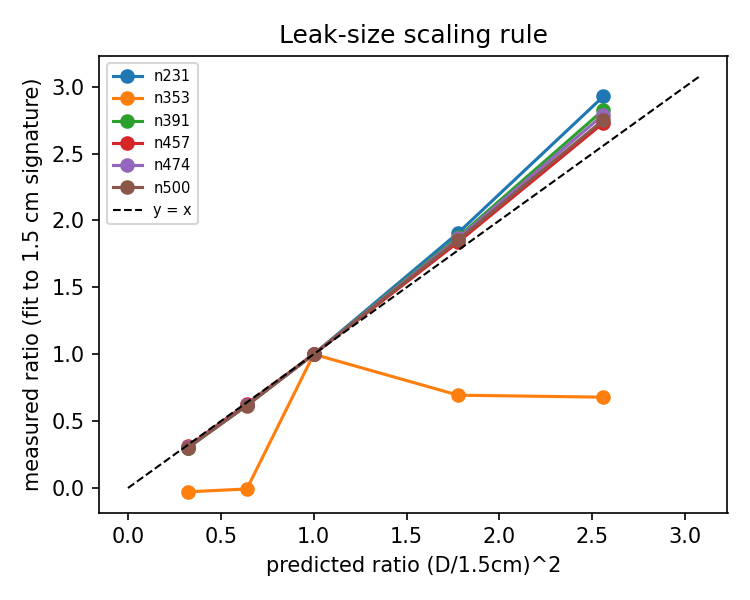 Leak-size scaling rule
n231
n353
n391
n457
n474
n500
y = x
measured ratio (fit to 1.5 cm signature)
3.0
2.5
2.0
1.5
1.0
0.5
0.0
0.0 0.5 1.0 1.5 2.0 2.5 3.0
predicted ratio (D/1.5cm)^2